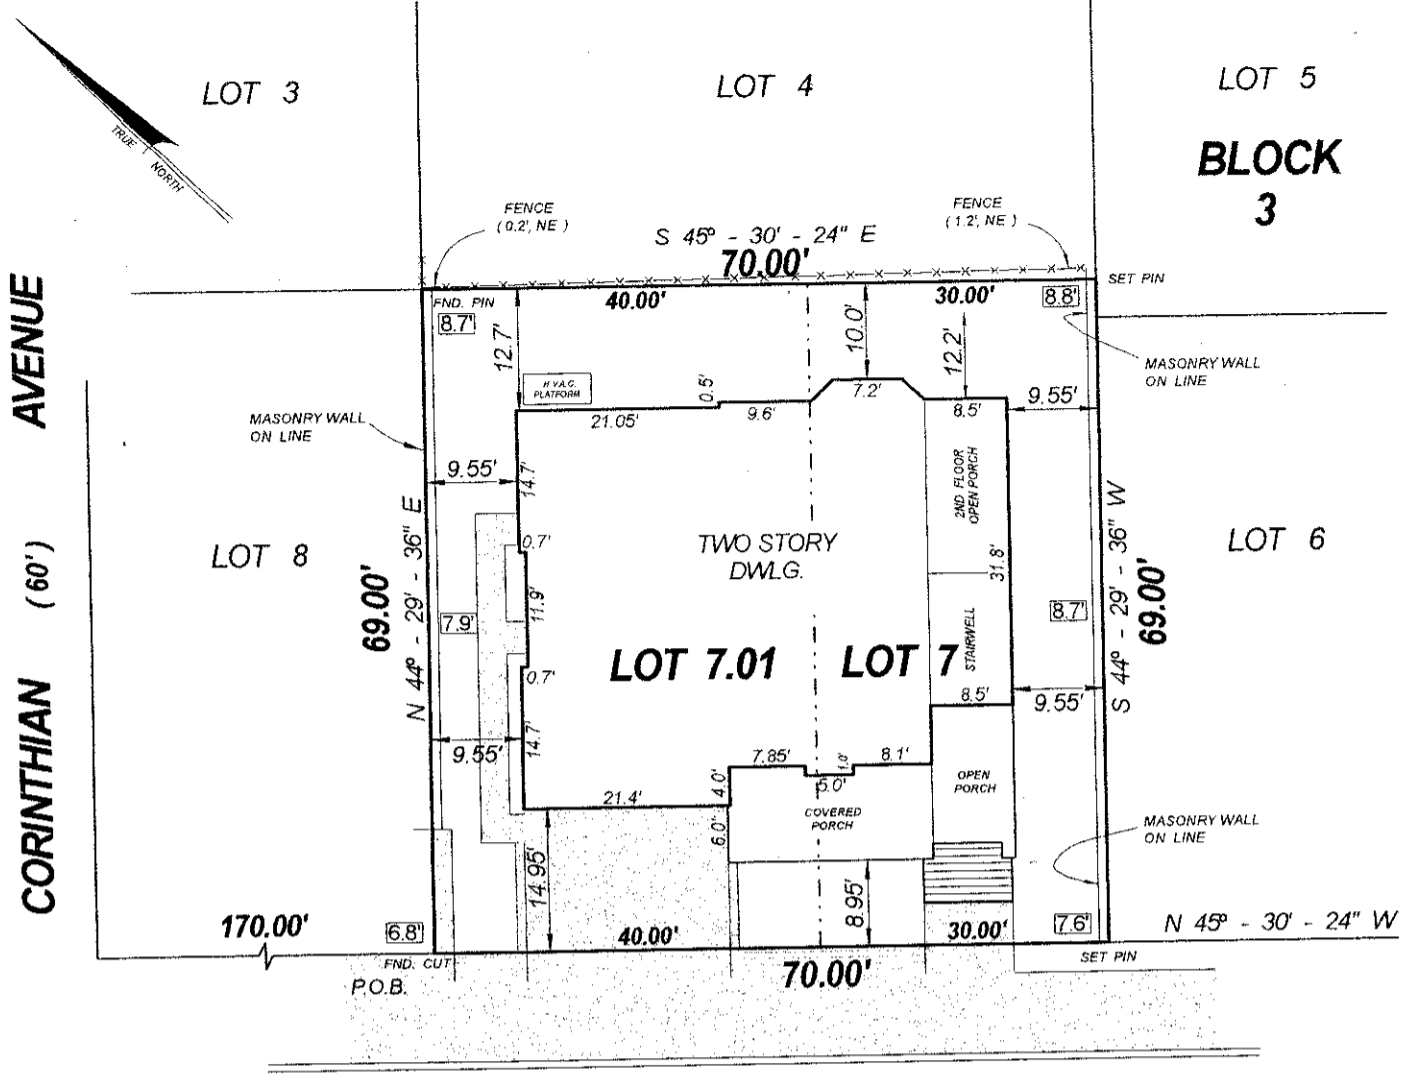 LOT 3
LOT 4
LOT 5
BLOCK
3
TRUE NORTH
FENCE
(0.2', NE)
S 45º - 30' - 24" E
70.00'
FENCE
(1.2', NE)
SET PIN
FND. PIN
8.7'
40.00'
30.00'
8.8'
12.7'
10.0'
12.2'
H.V.A.C.
PLATFORM
0.5'
7.2'
21.05'
9.6'
8.5'
9.55'
MASONRY WALL
ON LINE
MASONRY WALL
ON LINE
9.55'
14.7'
2ND FLOOR
OPEN PORCH
CORINTHIAN (60') AVENUE
LOT 8
N 44º - 29' - 36" E
69.00'
0.7'
11.9'
7.9'
TWO STORY
DWLG.
31.8'
S 44º - 29' - 36" W
69.00'
LOT 6
8.7'
LOT 7.01
LOT 7
STAIRWELL
0.7'
14.7'
9.55'
8.5'
9.55'
7.85'
1.0'
8.1'
5.0'
4.0'
21.4'
6.0'
COVERED
PORCH
OPEN
PORCH
MASONRY WALL
ON LINE
14.95'
8.95'
170.00'
6.8'
40.00'
30.00'
7.6'
N 45º - 30' - 24" W
FND. CUT
P.O.B.
70.00'
SET PIN